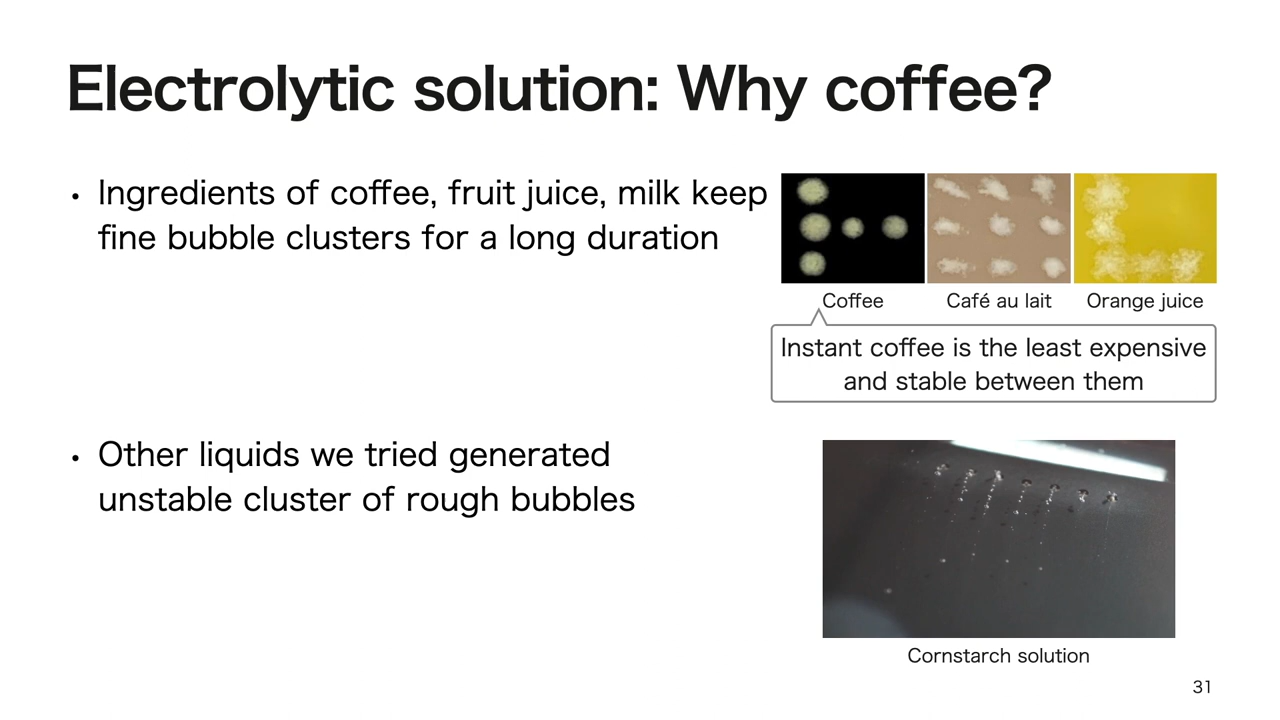 Electrolytic solution: Why coffee?
• Ingredients of coffee, fruit juice, milk keep
fine bubble clusters for a long duration
Coffee
Café au lait
Orange juice
Instant coffee is the least expensive
and stable between them
• Other liquids we tried generated
unstable cluster of rough bubbles
Cornstarch solution
31